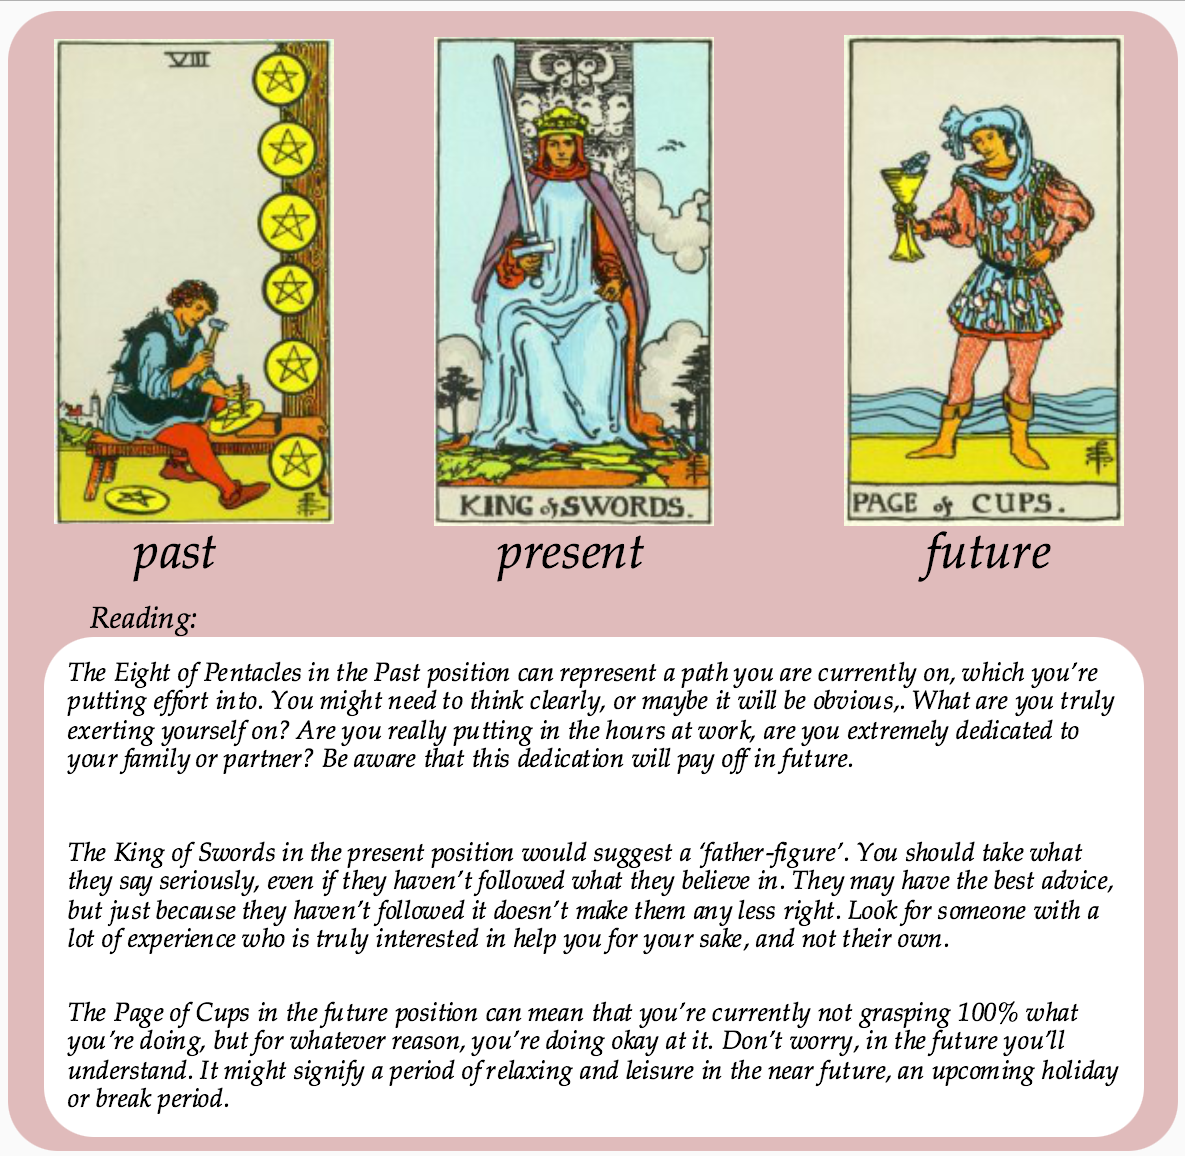 VIII
KING of SWORDS.
PAGE of CUPS.
past
present
future
Reading:
The Eight of Pentacles in the Past position can represent a path you are currently on, which you’re
putting effort into. You might need to think clearly, or maybe it will be obvious,. What are you truly
exerting yourself on? Are you really putting in the hours at work, are you extremely dedicated to
your family or partner? Be aware that this dedication will pay off in future.
The King of Swords in the present position would suggest a ‘father-figure’. You should take what
they say seriously, even if they haven’t followed what they believe in. They may have the best advice,
but just because they haven’t followed it doesn’t make them any less right. Look for someone with a
lot of experience who is truly interested in help you for your sake, and not their own.
The Page of Cups in the future position can mean that you’re currently not grasping 100% what
you’re doing, but for whatever reason, you’re doing okay at it. Don’t worry, in the future you’ll
understand. It might signify a period of relaxing and leisure in the near future, an upcoming holiday
or break period.